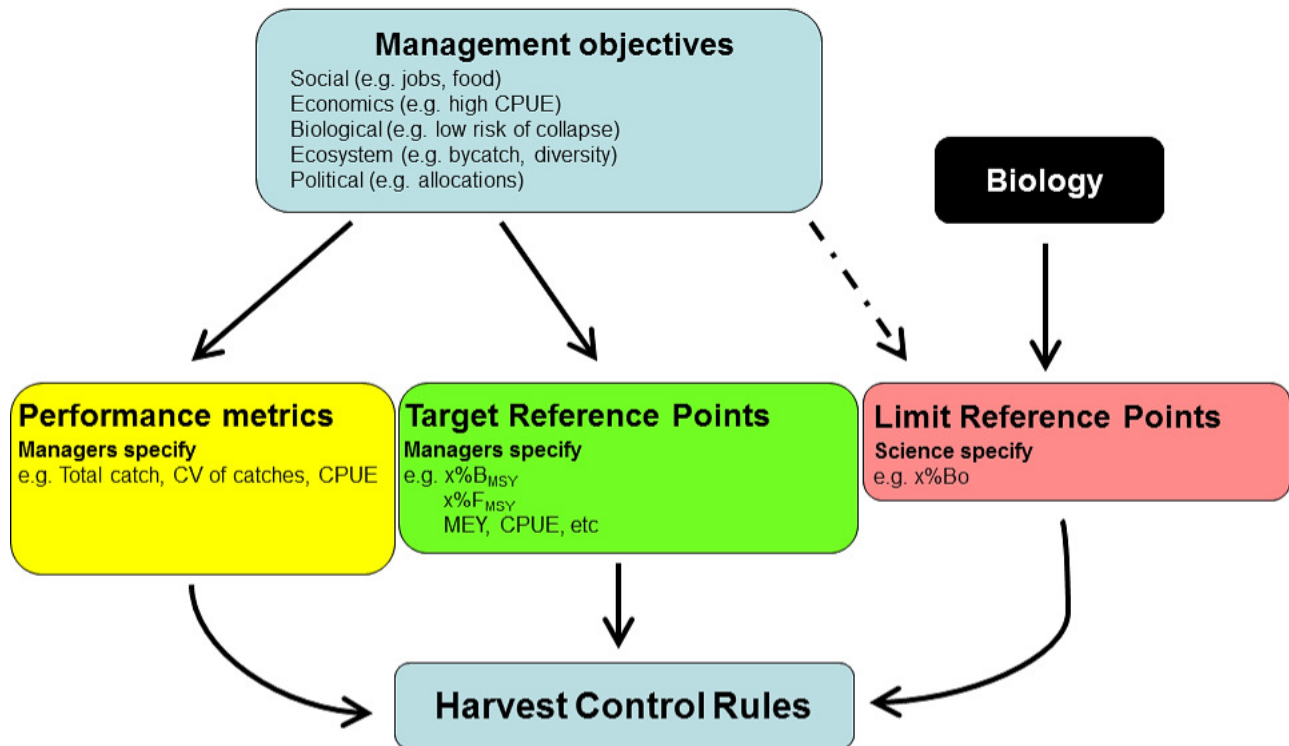 Management objectives
Social (e.g. jobs, food)
Economics (e.g. high CPUE)
Biological (e.g. low risk of collapse)
Ecosystem (e.g. bycatch, diversity)
Political (e.g. allocations)
Biology
Performance metrics
Managers specify
e.g. Total catch, CV of catches, CPUE
Target Reference Points
Managers specify
e.g. x%BMSY
x%FMSY
MEY, CPUE, etc
Limit Reference Points
Science specify
e.g. x%Bo
Harvest Control Rules